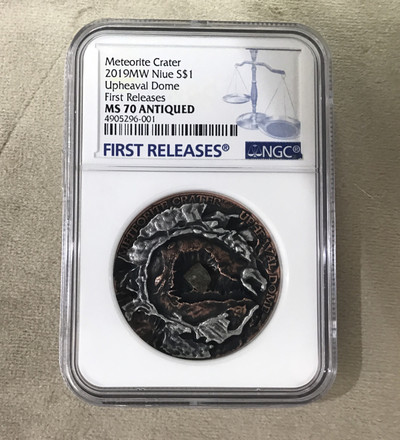 Meteorite Crater
2019MW Niue S$1
Upheaval Dome
First Releases
MS 70 ANTIQUED
4905296-001
FIRST RELEASES®
NGC®
METEORITE CRATER
UPHEAVAL DOME